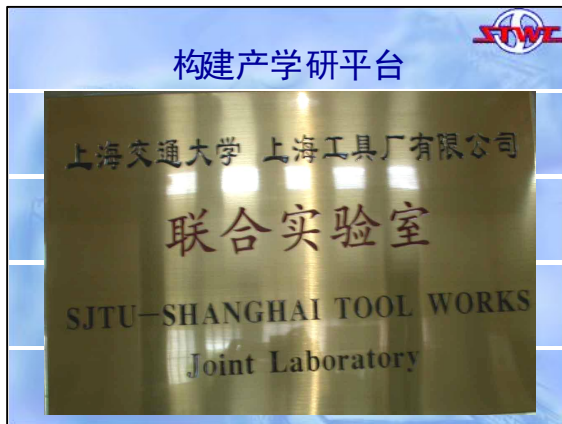 STWC
构建产学研平台
上海交通大学 上海工具厂有限公司
联合实验室
SJTU-SHANGHAI TOOL WORKS
Joint Laboratory